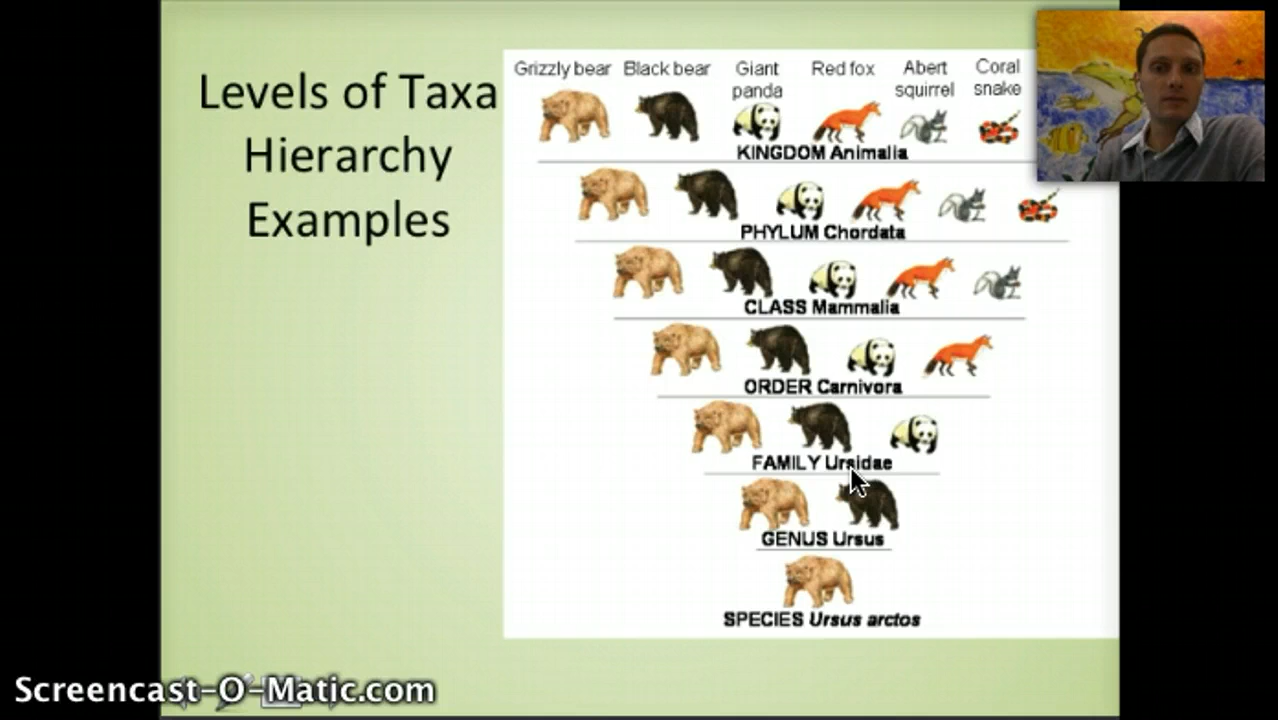 Levels of Taxa
Hierarchy
Examples
Grizzly bear Black bear Giant panda Red fox Abert squirrel Coral snake
KINGDOM Animalia
PHYLUM Chordata
CLASS Mammalia
ORDER Carnivora
FAMILY Ursidae
GENUS Ursus
SPECIES Ursus arctos
Screencast-O-Matic.com